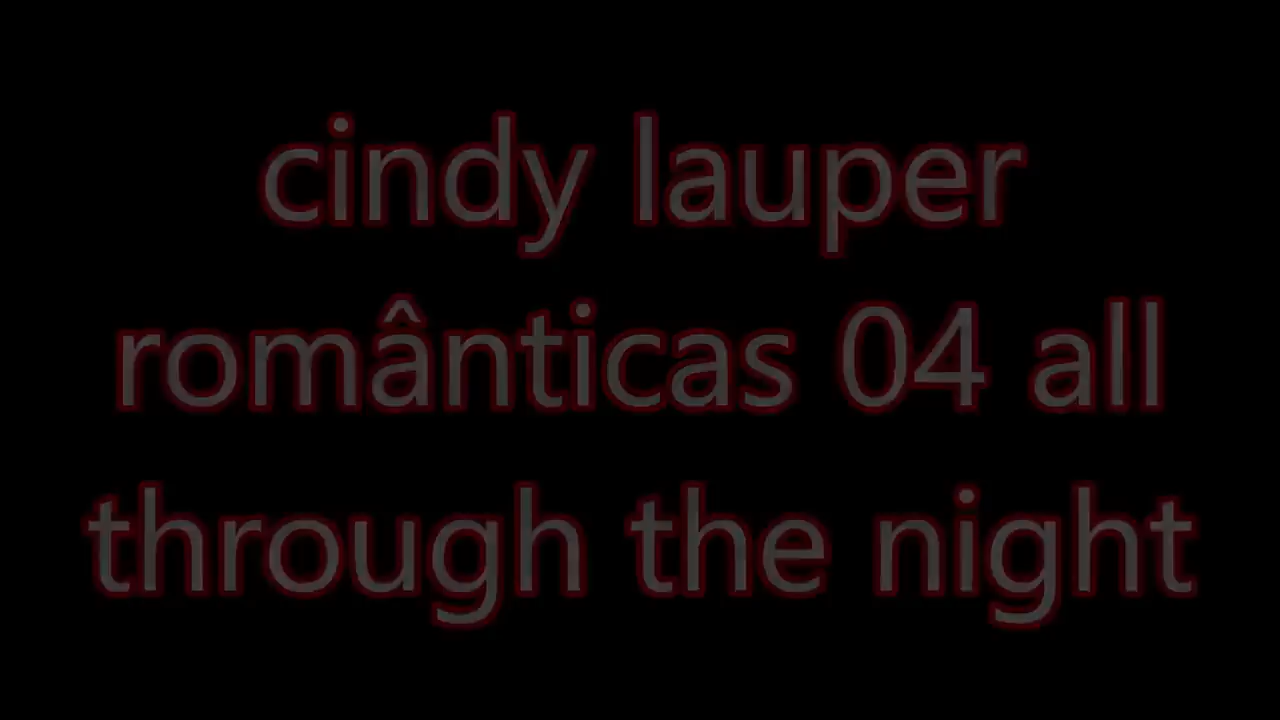 cindy lauper
românticas 04 all
through the night